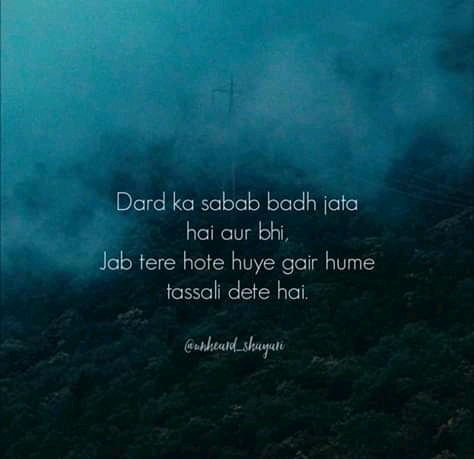 Dard ka sabab badh jata
hai aur bhi,
Jab tere hote huye gair hume
tassali dete hai.
@unheard_shayari